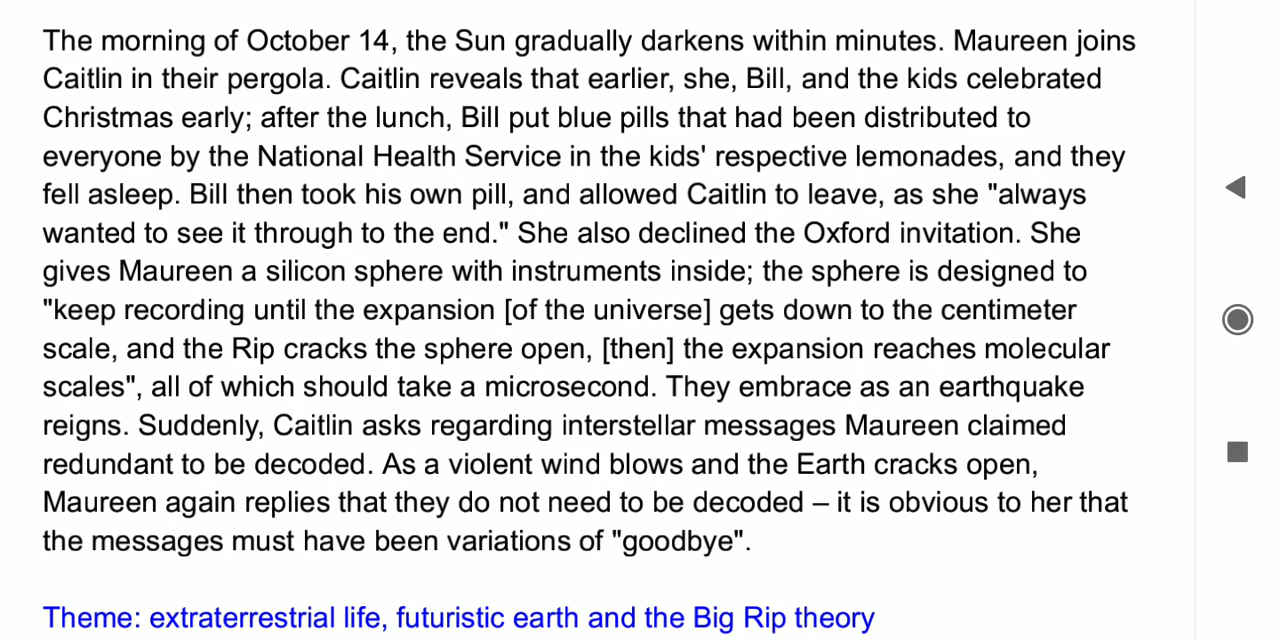 The morning of October 14, the Sun gradually darkens within minutes. Maureen joins
Caitlin in their pergola. Caitlin reveals that earlier, she, Bill, and the kids celebrated
Christmas early; after the lunch, Bill put blue pills that had been distributed to
everyone by the National Health Service in the kids' respective lemonades, and they
fell asleep. Bill then took his own pill, and allowed Caitlin to leave, as she "always
wanted to see it through to the end." She also declined the Oxford invitation. She
gives Maureen a silicon sphere with instruments inside; the sphere is designed to
"keep recording until the expansion [of the universe] gets down to the centimeter
scale, and the Rip cracks the sphere open, [then] the expansion reaches molecular
scales", all of which should take a microsecond. They embrace as an earthquake
reigns. Suddenly, Caitlin asks regarding interstellar messages Maureen claimed
redundant to be decoded. As a violent wind blows and the Earth cracks open,
Maureen again replies that they do not need to be decoded – it is obvious to her that
the messages must have been variations of "goodbye".
Theme: extraterrestrial life, futuristic earth and the Big Rip theory